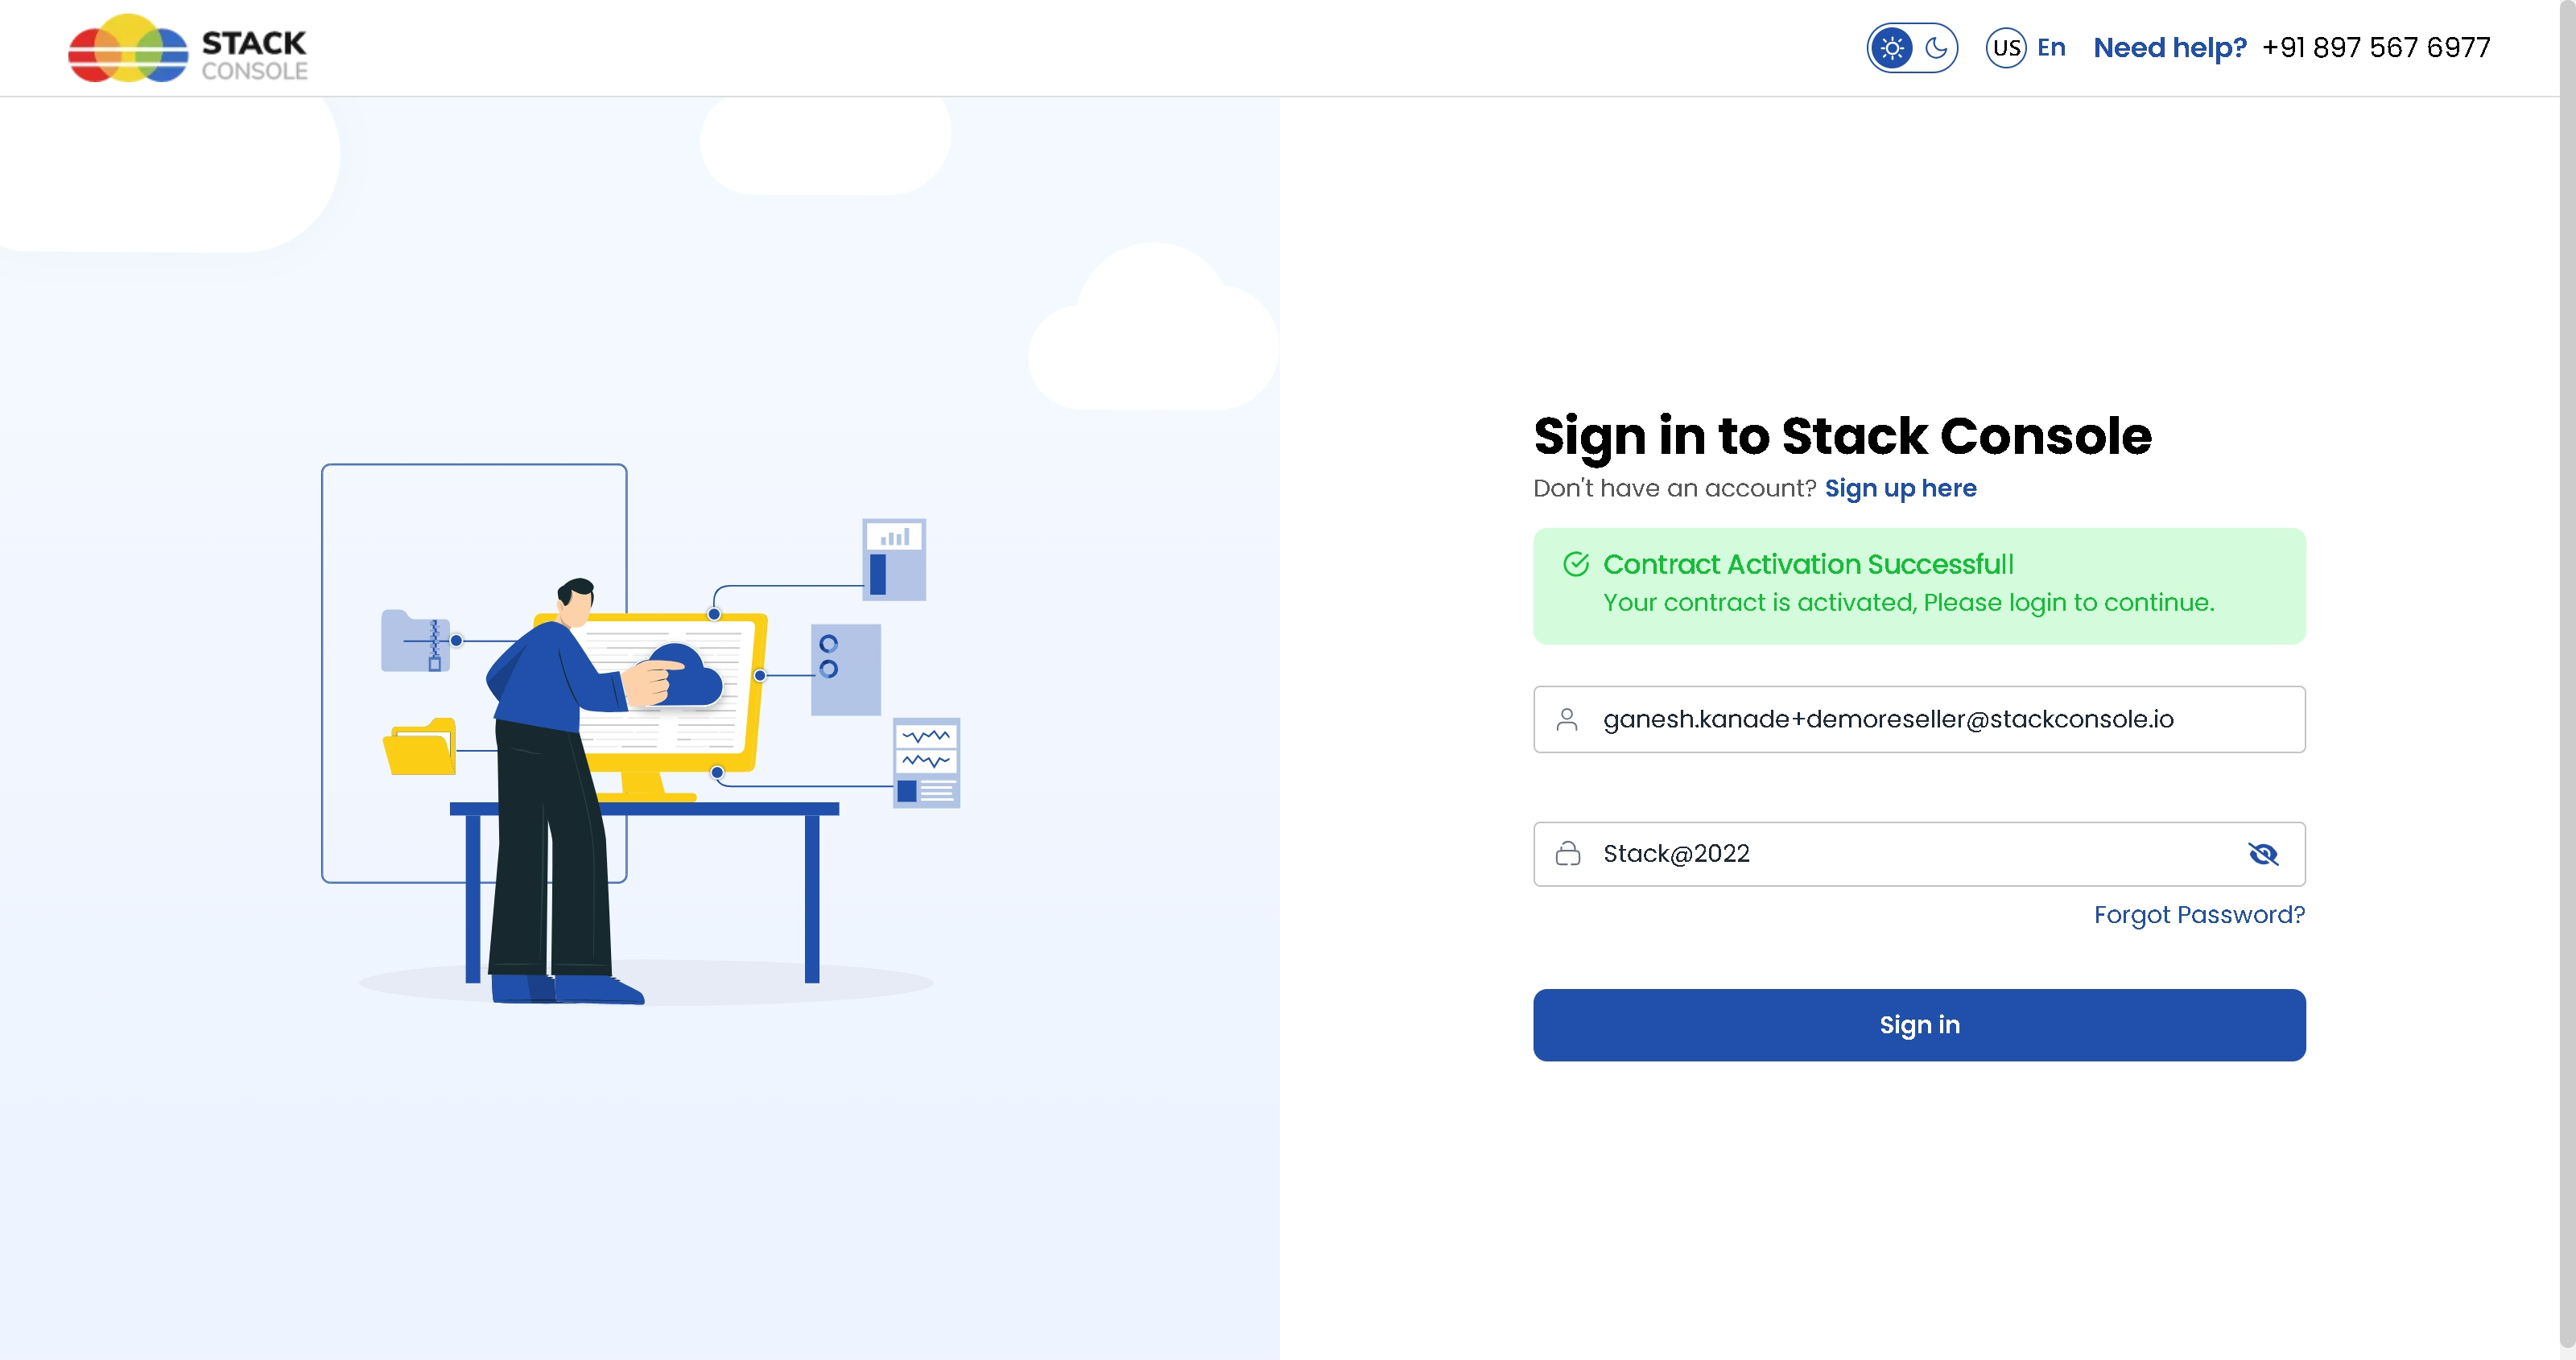 STACK
CONSOLE
US En Need help? +91 897 567 6977
Sign in to Stack Console
Don't have an account? Sign up here
Contract Activation Successfull
Your contract is activated, Please login to continue.
ganesh.kanade+demoreseller@stackconsole.io
Stack@2022
Forgot Password?
Sign in